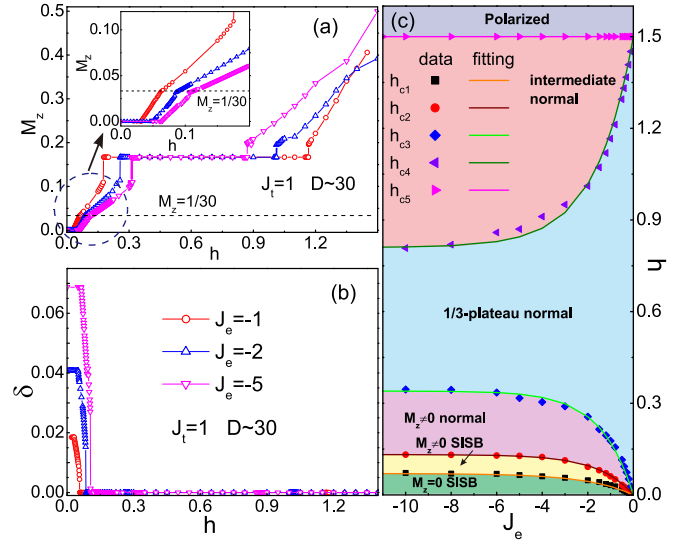 (a)
M_z
0.10
0.05
0.00
0.0
0.1
0.2
h
M_z=1/30
0.5
0.4
0.3
0.2
0.1
0.0
M_z
J_t=1 D~30
M_z=1/30
0.0 0.3 0.6 0.9 1.2
h
(b)
0.06
0.04
0.02
0.00
δ
J_e=-1
J_e=-2
J_e=-5
J_t=1 D~30
0.0 0.3 0.6 0.9 1.2
h
(c)
Polarized
data fitting
h_c1
h_c2
h_c3
h_c4
h_c5
intermediate
normal
1/3-plateau normal
M_z≠0 normal
M_z≠0 SISB
M_z=0 SISB
1.5
1.2
0.9
0.6
0.3
0.0
h
-10 -8 -6 -4 -2 0
J_e